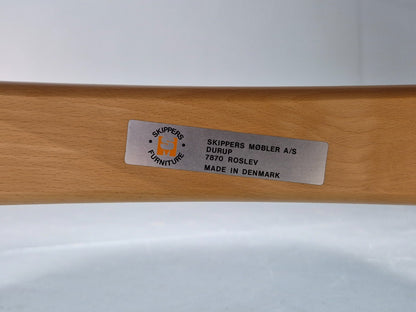 SKIPPERS
FURNITURE
SKIPPERS MØBLER A/S
DURUP
7870 ROSLEV
MADE IN DENMARK